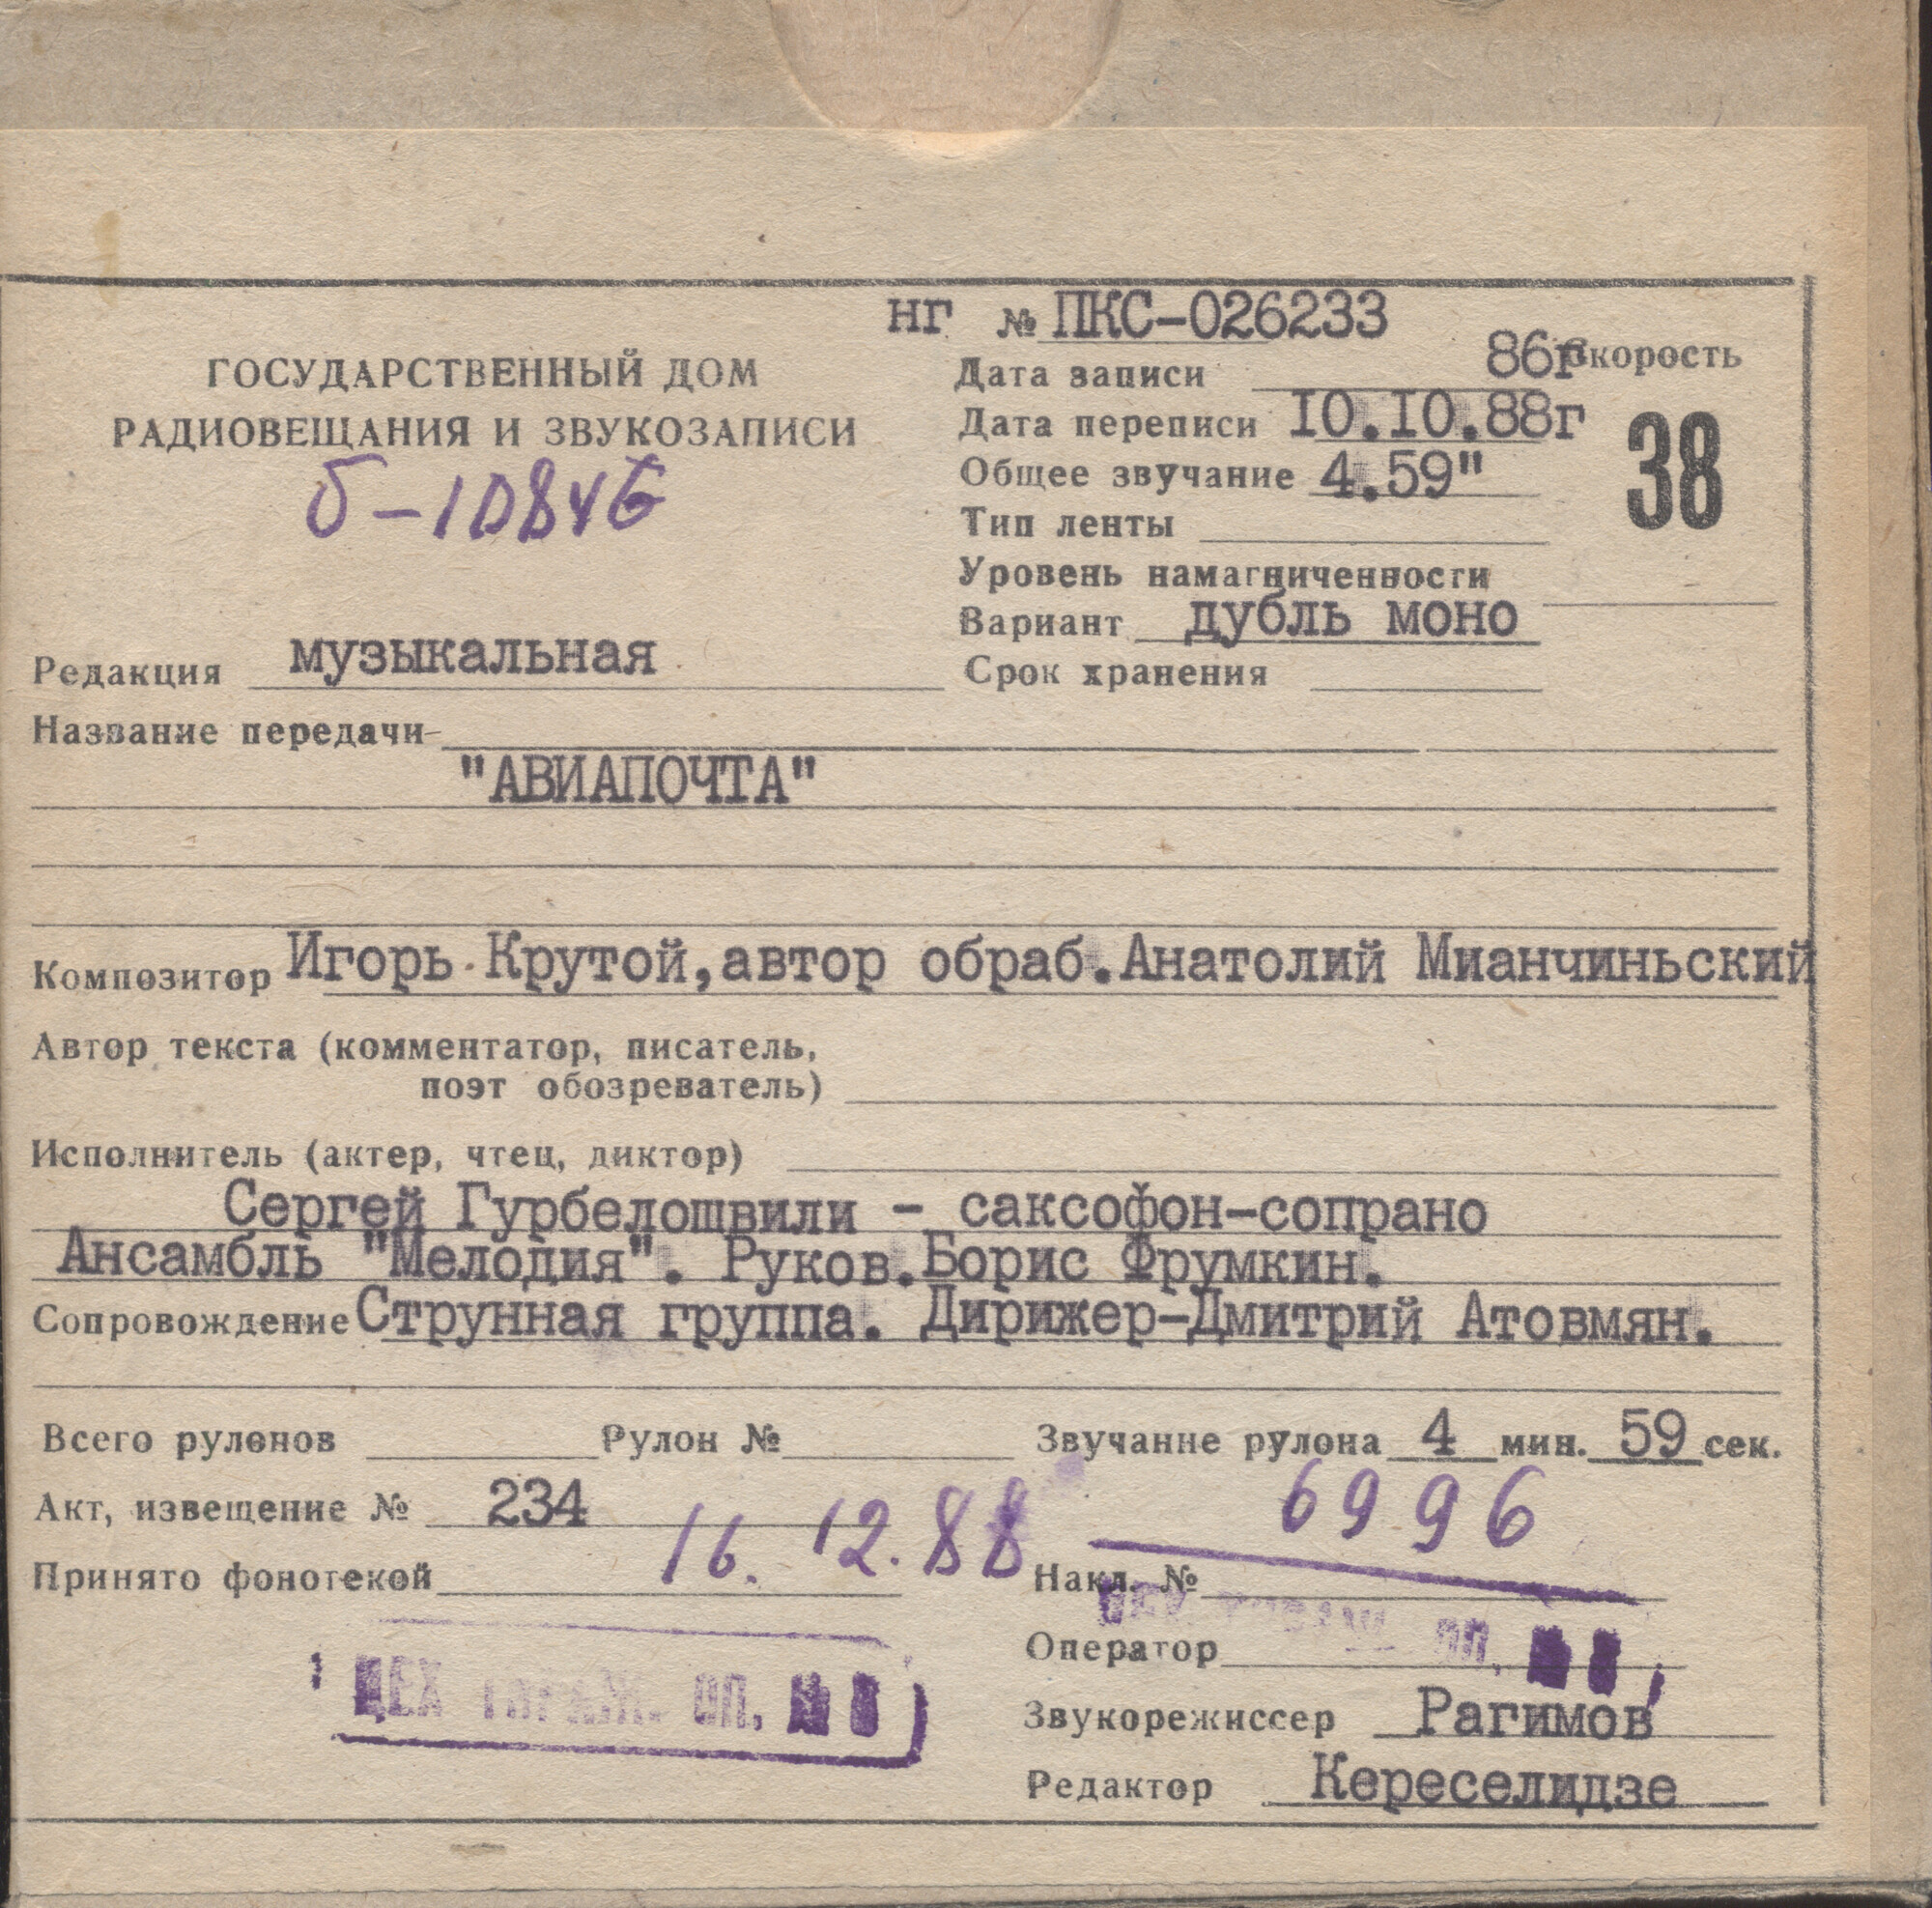 нг № ПКС-026233
ГОСУДАРСТВЕННЫЙ ДОМ
РАДИОВЕЩАНИЯ И ЗВУКОЗАПИСИ
Дата записи 86г
Скорость
38
Дата переписи 10.10.88г
Общее звучание 4.59"
Тип ленты
Уровень намагниченности
Вариант дубль моно
Срок хранения
Редакция музыкальная
Название передачи
"АВИАПОЧТА"
Композитор Игорь Крутой,автор обраб.Анатолий Мианчиньский
Автор текста (комментатор, писатель,
поэт обозреватель)
Исполнитель (актер, чтец, диктор)
Сергей Гурбелошвили - саксофон-сопрано
Ансамбль "Мелодия". Руков.Борис Фрумкин.
Сопровождение Струнная группа. Дирижер-Дмитрий Атовмян.
Всего рулонов Рулон № Звучание рулона 4 мин. 59 сек.
Акт, извещение № 234
6996
Принято фонотекой 16.12.88
Накл. №
Оператор
ЦЕХ ОП. №
Звукорежиссер Рагимов
Редактор Кереселидзе